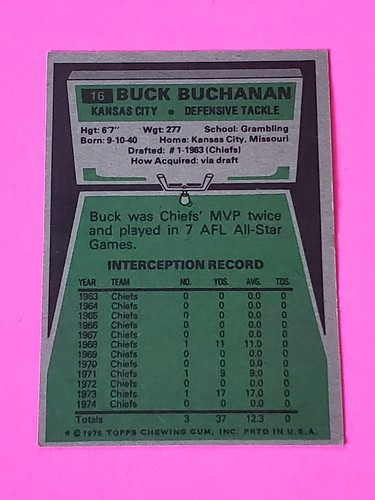 16 BUCK BUCHANAN
KANSAS CITY • DEFENSIVE TACKLE
Hgt: 6'7" Wgt: 277 School: Grambling
Born: 9-10-40 Home: Kansas City, Missouri
Drafted: #1-1963 (Chiefs)
How Acquired: via draft
Buck was Chiefs' MVP twice
and played in 7 AFL All-Star
Games.
INTERCEPTION RECORD
YEAR TEAM NO. YDS. AVG. TDS.
1963 Chiefs 0 0 0.0 0
1964 Chiefs 0 0 0.0 0
1965 Chiefs 0 0 0.0 0
1966 Chiefs 0 0 0.0 0
1967 Chiefs 0 0 0.0 0
1968 Chiefs 1 11 11.0 0
1969 Chiefs 0 0 0.0 0
1970 Chiefs 0 0 0.0 0
1971 Chiefs 1 9 9.0 0
1972 Chiefs 0 0 0.0 0
1973 Chiefs 1 17 17.0 0
1974 Chiefs 0 0 0.0 0
Totals 3 37 12.3 0
* © 1975 TOPPS CHEWING GUM, INC. PRTD IN U.S.A.